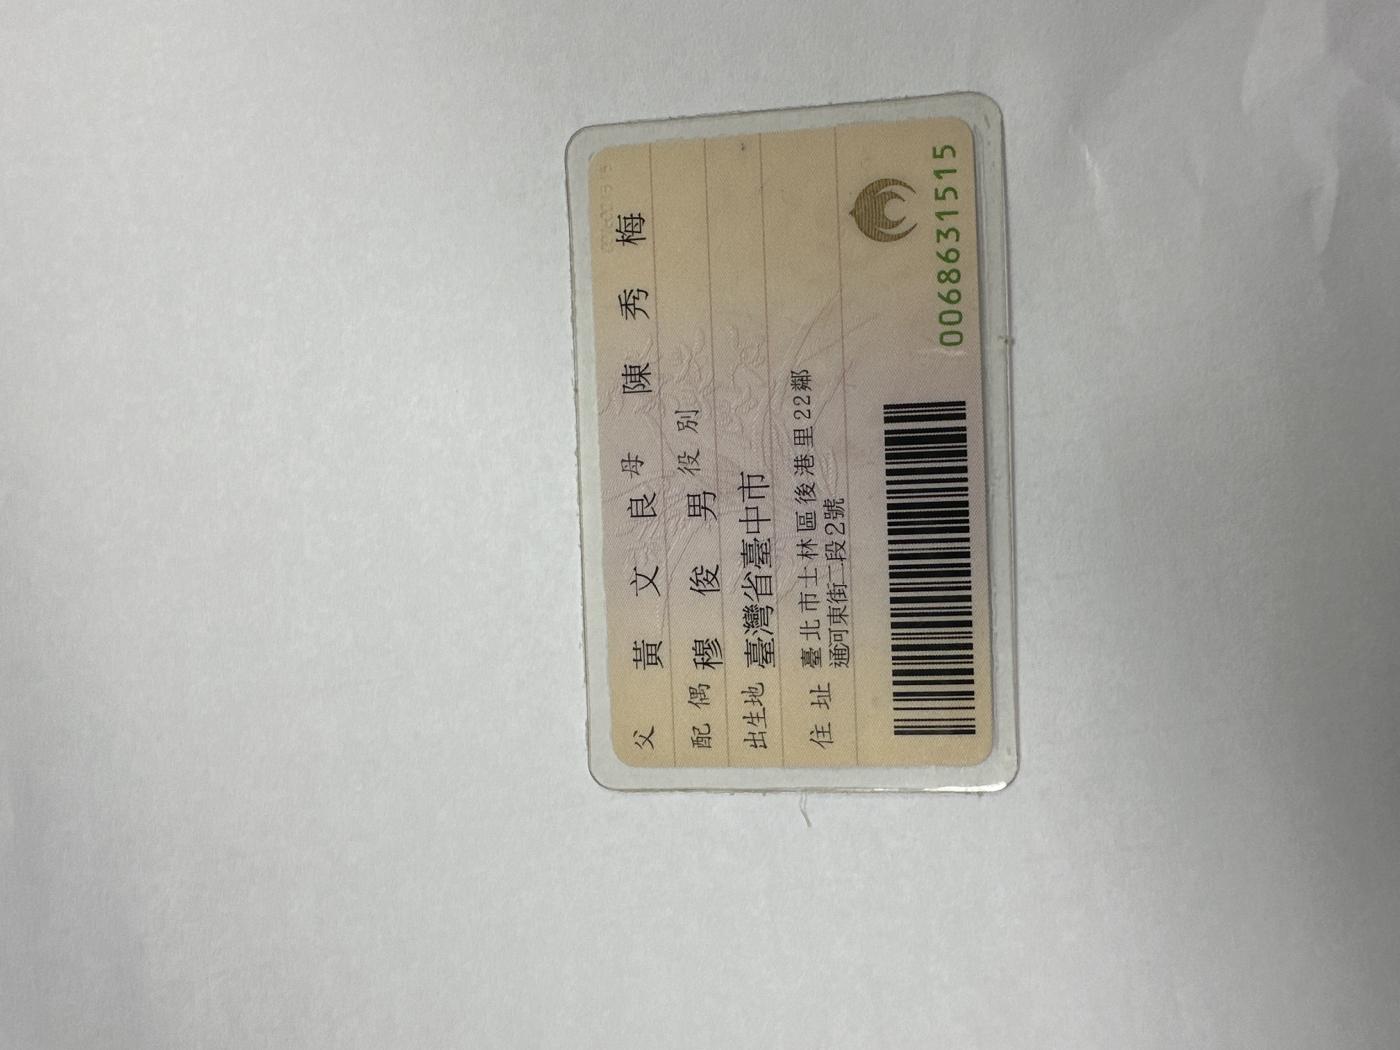 父 黃文良 母 陳秀梅
配偶 穆俊男 役別
出生地 臺灣省臺中市
住址 臺北市士林區後港里22鄰
通河東街二段2號
0068631515